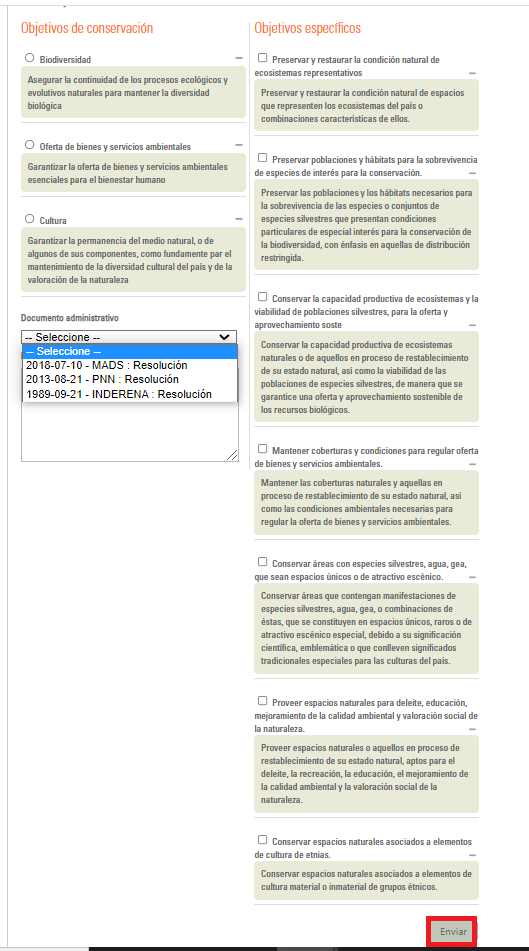 Objetivos de conservación
Biodiversidad
Asegurar la continuidad de los procesos ecológicos y
evolutivos naturales para mantener la diversidad
biológica
Oferta de bienes y servicios ambientales
Garantizar la oferta de bienes y servicios ambientales
esenciales para el bienestar humano
Cultura
Garantizar la permanencia del medio natural, o de
algunos de sus componentes, como fundamente par el
mantenimiento de la diversidad cultural del país y de la
valoración de la naturaleza
Documento administrativo
-- Seleccione --
-- Seleccione --
2018-07-10 - MADS : Resolución
2013-08-21 - PNN : Resolución
1989-09-21 - INDERENA : Resolución
Objetivos específicos
Preservar y restaurar la condición natural de
ecosistemas representativos
Preservar y restaurar la condición natural de espacios
que representen los ecosistemas del país o
combinaciones características de ellos.
Preservar poblaciones y hábitats para la sobrevivencia
de especies de interés para la conservación.
Preservar las poblaciones y los hábitats necesarios para
la sobrevivencia de las especies o conjuntos de
especies silvestres que presentan condiciones
particulares de especial interés para la conservación de
la biodiversidad, con énfasis en aquellas de distribución
restringida.
Conservar la capacidad productiva de ecosistemas y la
viabilidad de poblaciones silvestres, para la oferta y
aprovechamiento soste
Conservar la capacidad productiva de ecosistemas
naturales o de aquellos en proceso de restablecimiento
de su estado natural, así como la viabilidad de las
poblaciones de especies silvestres, de manera que se
garantice una oferta y aprovechamiento sostenible de
los recursos biológicos.
Mantener coberturas y condiciones para regular oferta
de bienes y servicios ambientales.
Mantener las coberturas naturales y aquellas en
proceso de restablecimiento de su estado natural, así
como las condiciones ambientales necesarias para
regular la oferta de bienes y servicios ambientales.
Conservar áreas con especies silvestres, agua, gea,
que sean espacios únicos o de atractivo escénico.
Conservar áreas que contengan manifestaciones de
especies silvestres, agua, gea, o combinaciones de
éstas, que se constituyen en espacios únicos, raros o de
atractivo escénico especial, debido a su significación
científica, emblemática o que conlleven significados
tradicionales especiales para las culturas del país.
Proveer espacios naturales para deleite, educación,
mejoramiento de la calidad ambiental y valoración social de
la naturaleza.
Proveer espacios naturales o aquellos en proceso de
restablecimiento de su estado natural, aptos para el
deleite, la recreación, la educación, el mejoramiento de
la calidad ambiental y la valoración social de la
naturaleza.
Conservar espacios naturales asociados a elementos
de cultura de etnias.
Conservar espacios naturales asociados a elementos de
cultura material o inmaterial de grupos étnicos.
Enviar